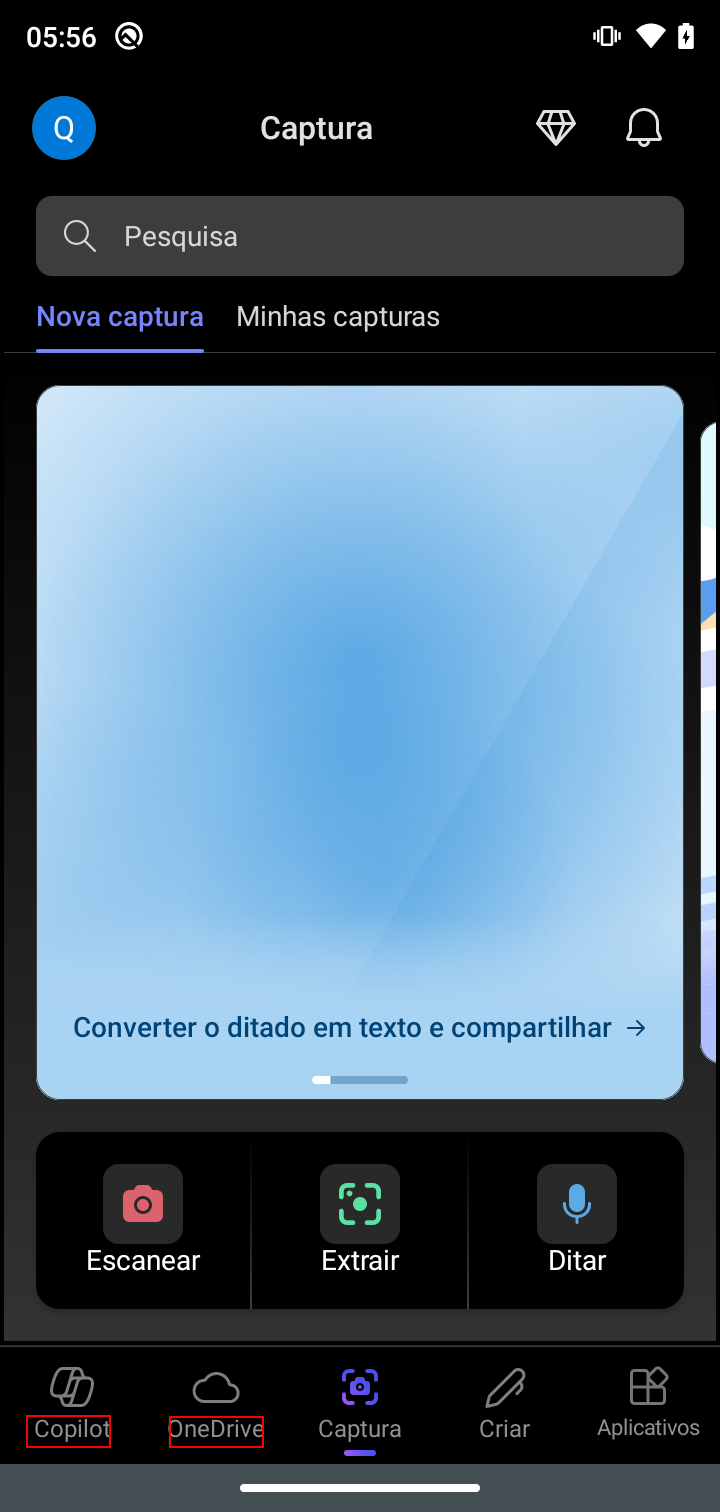 05:56
Q
Captura
Pesquisa
Nova captura
Minhas capturas
Converter o ditado em texto e compartilhar →
Escanear
Extrair
Ditar
Copilot
OneDrive
Captura
Criar
Aplicativos